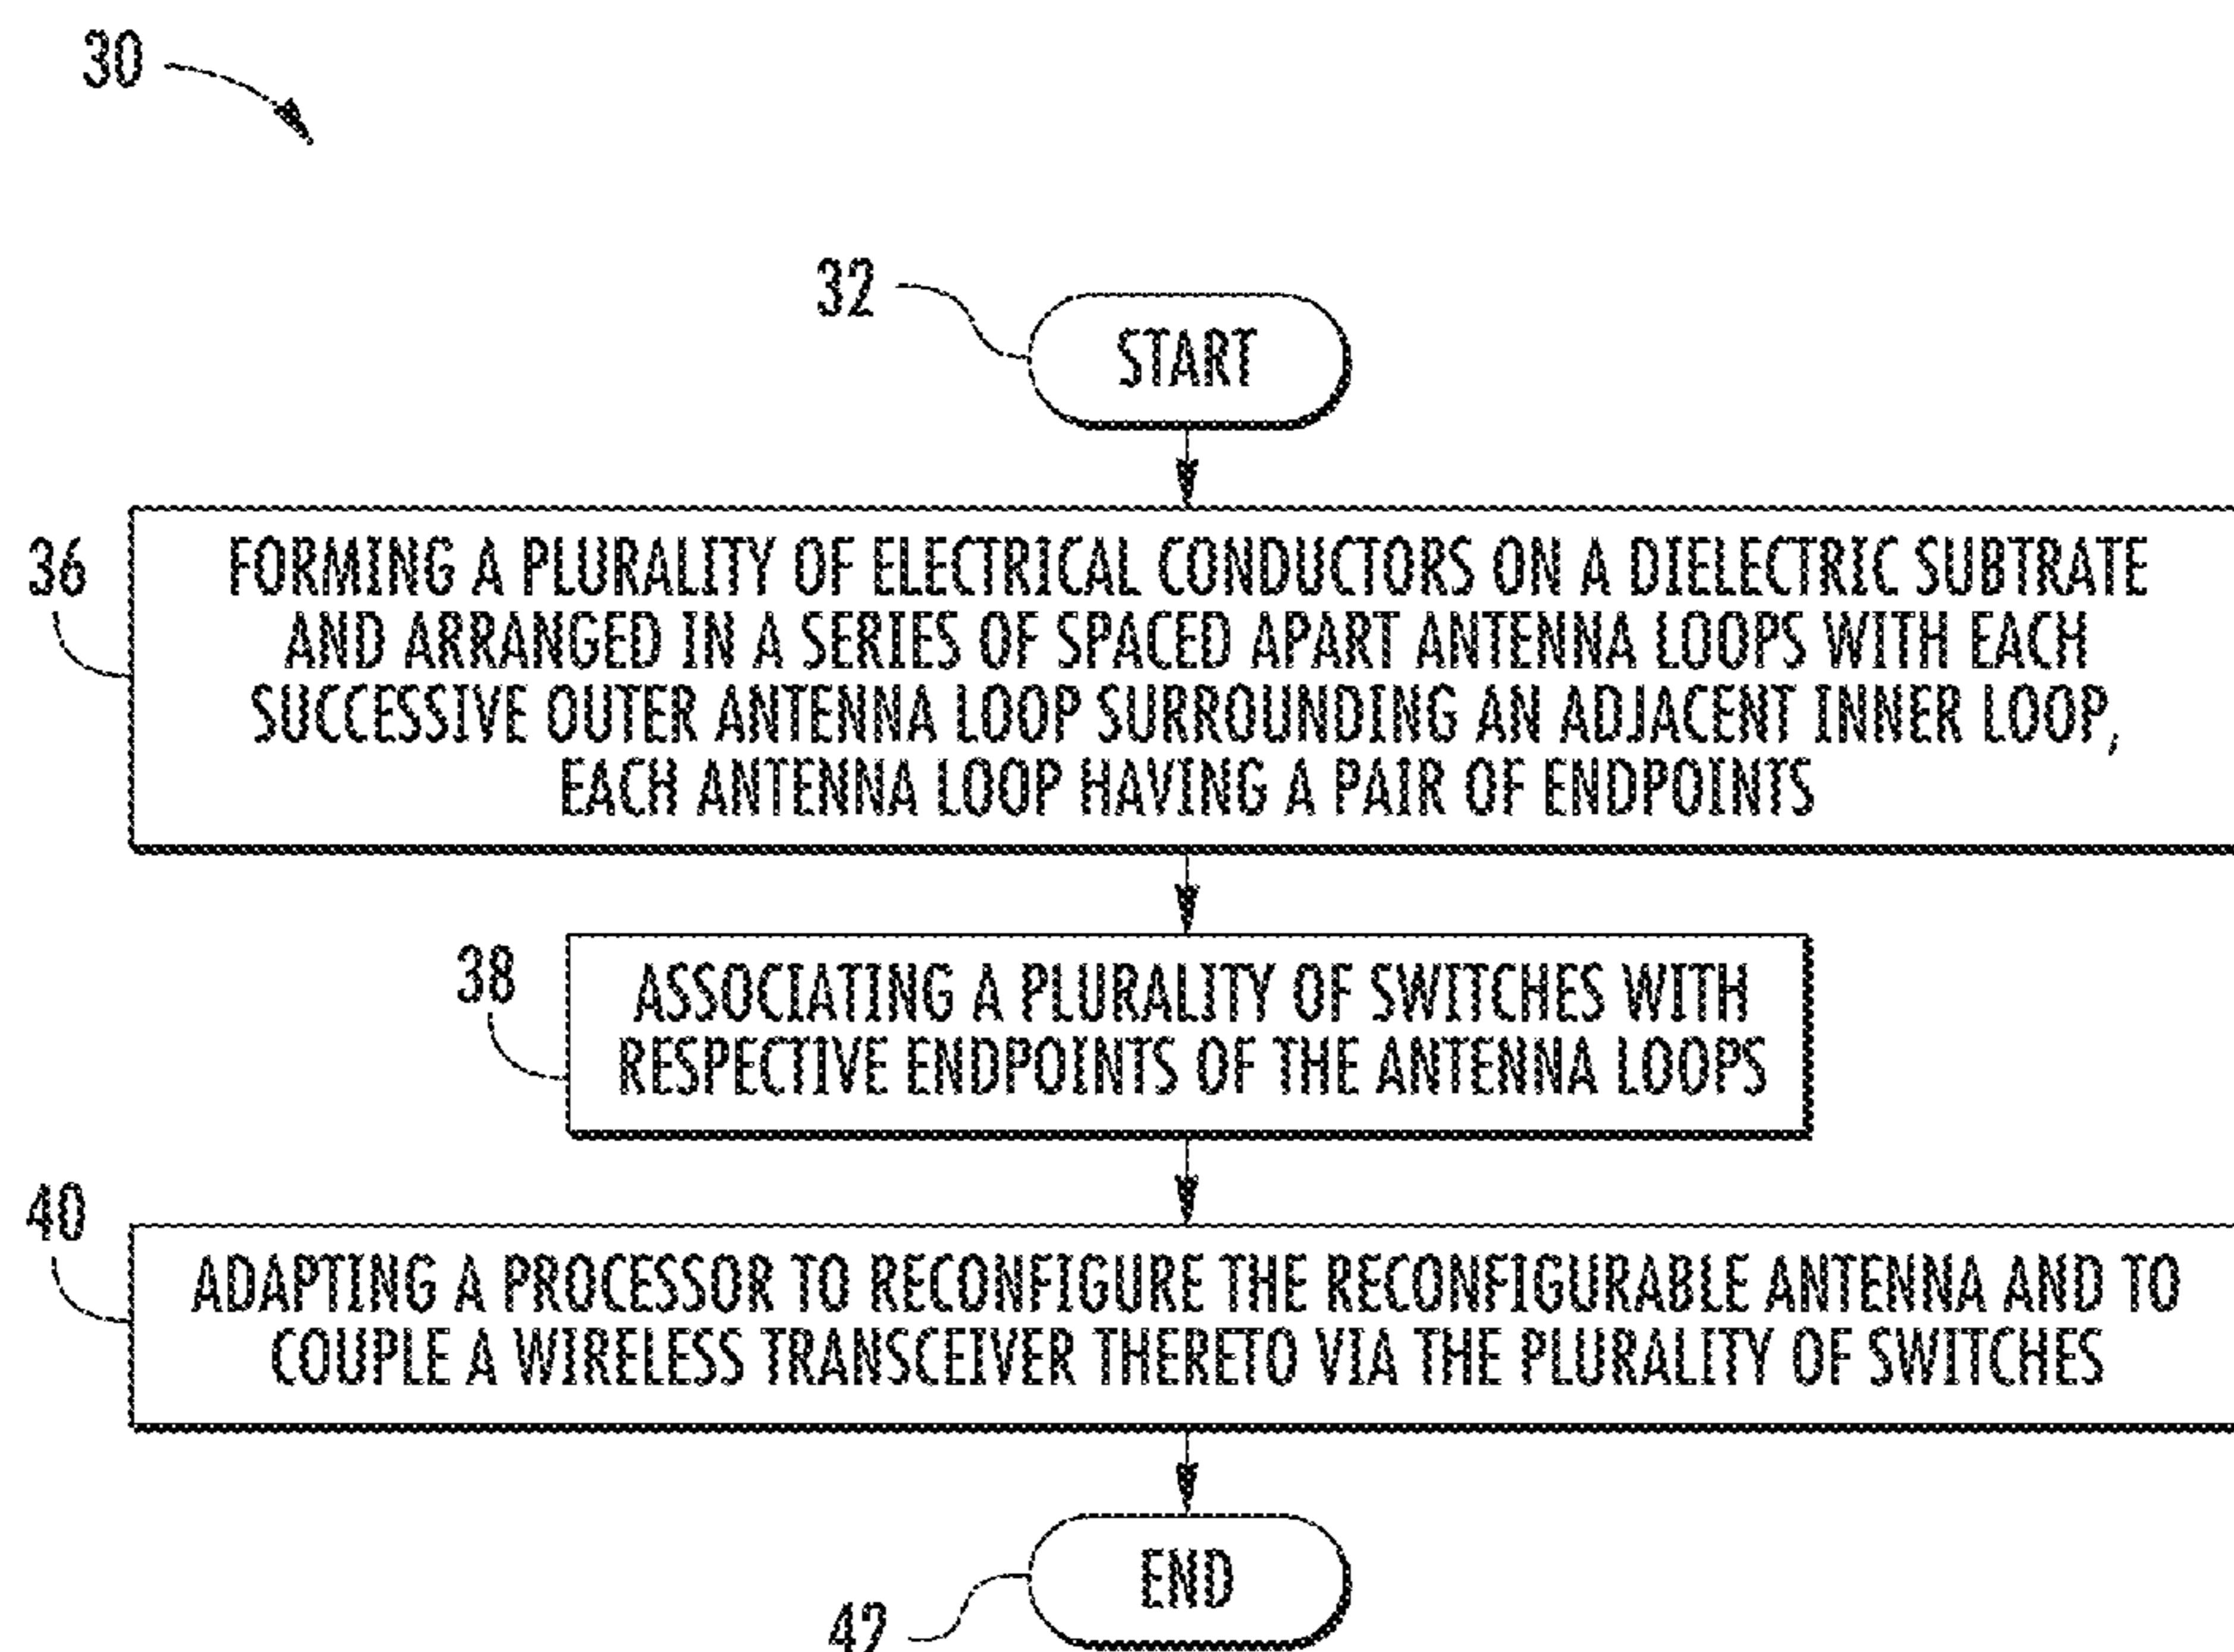 30
32
START
36
FORMING A PLURALITY OF ELECTRICAL CONDUCTORS ON A DIELECTRIC SUBTRATE
AND ARRANGED IN A SERIES OF SPACED APART ANTENNA LOOPS WITH EACH
SUCCESSIVE OUTER ANTENNA LOOP SURROUNDING AN ADJACENT INNER LOOP,
EACH ANTENNA LOOP HAVING A PAIR OF ENDPOINTS
38
ASSOCIATING A PLURALITY OF SWITCHES WITH
RESPECTIVE ENDPOINTS OF THE ANTENNA LOOPS
40
ADAPTING A PROCESSOR TO RECONFIGURE THE RECONFIGURABLE ANTENNA AND TO
COUPLE A WIRELESS TRANSCEIVER THERETO VIA THE PLURALITY OF SWITCHES
END
42